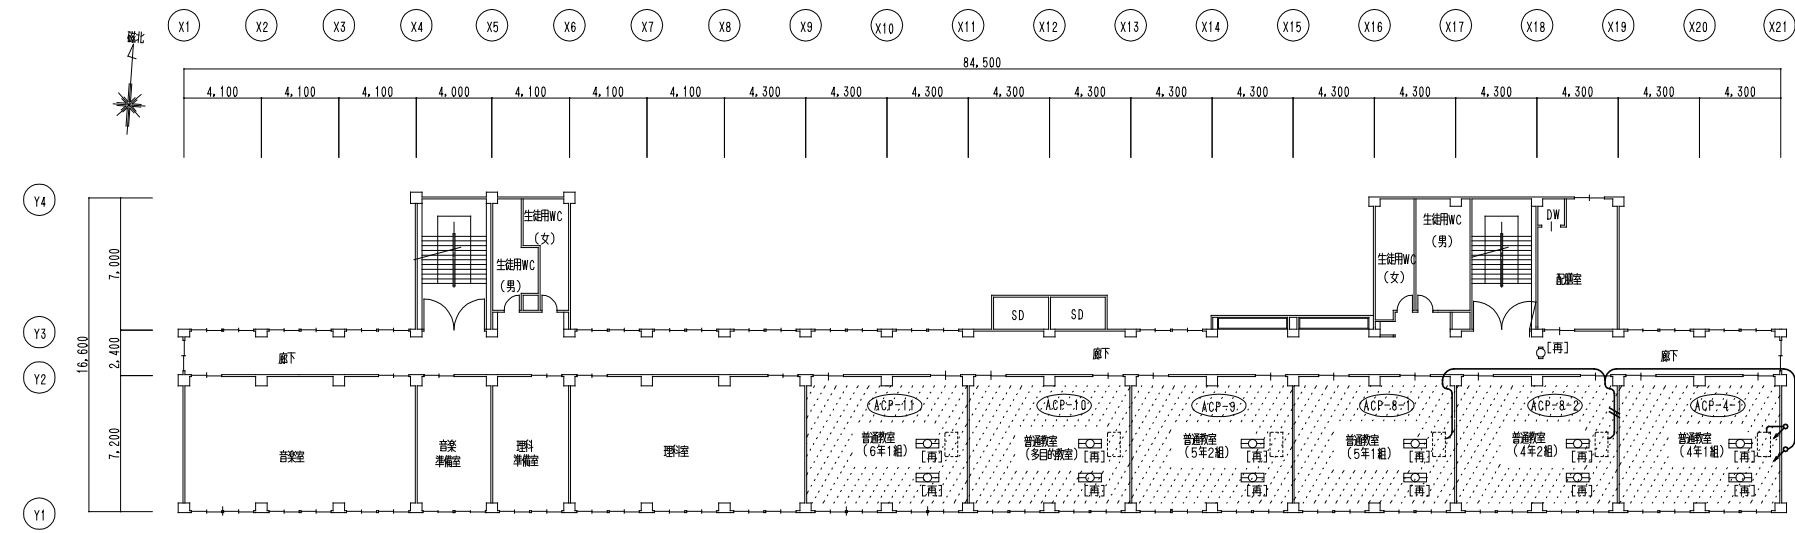 X1 X2 X3 X4 X5 X6 X7 X8 X9 X10 X11 X12 X13 X14 X15 X16 X17 X18 X19 X20 X21
磁北
84,500
4,100 4,100 4,100 4,000 4,100 4,100 4,100 4,300 4,300 4,300 4,300 4,300 4,300 4,300 4,300 4,300 4,300 4,300 4,300 4,300
Y4
生徒用WC
(女)
生徒用WC
(男)
生徒用WC
(男)
生徒用WC
(女)
DW
配膳室
7,000
SD SD
Y3
16,600
2,400
廊下
廊下
[再]
廊下
Y2
ACP-11 ACP-10 ACP-9 ACP-8-1 ACP-8-2 ACP-4-1
7,200
音楽室
音楽
準備室
理科
準備室
理科室
普通教室
(6年1組)
[再]
[再]
普通教室
(多目的教室)
[再]
[再]
普通教室
(5年2組)
[再]
[再]
普通教室
(5年1組)
[再]
[再]
普通教室
(4年2組)
[再]
[再]
普通教室
(4年1組)
[再]
[再]
Y1